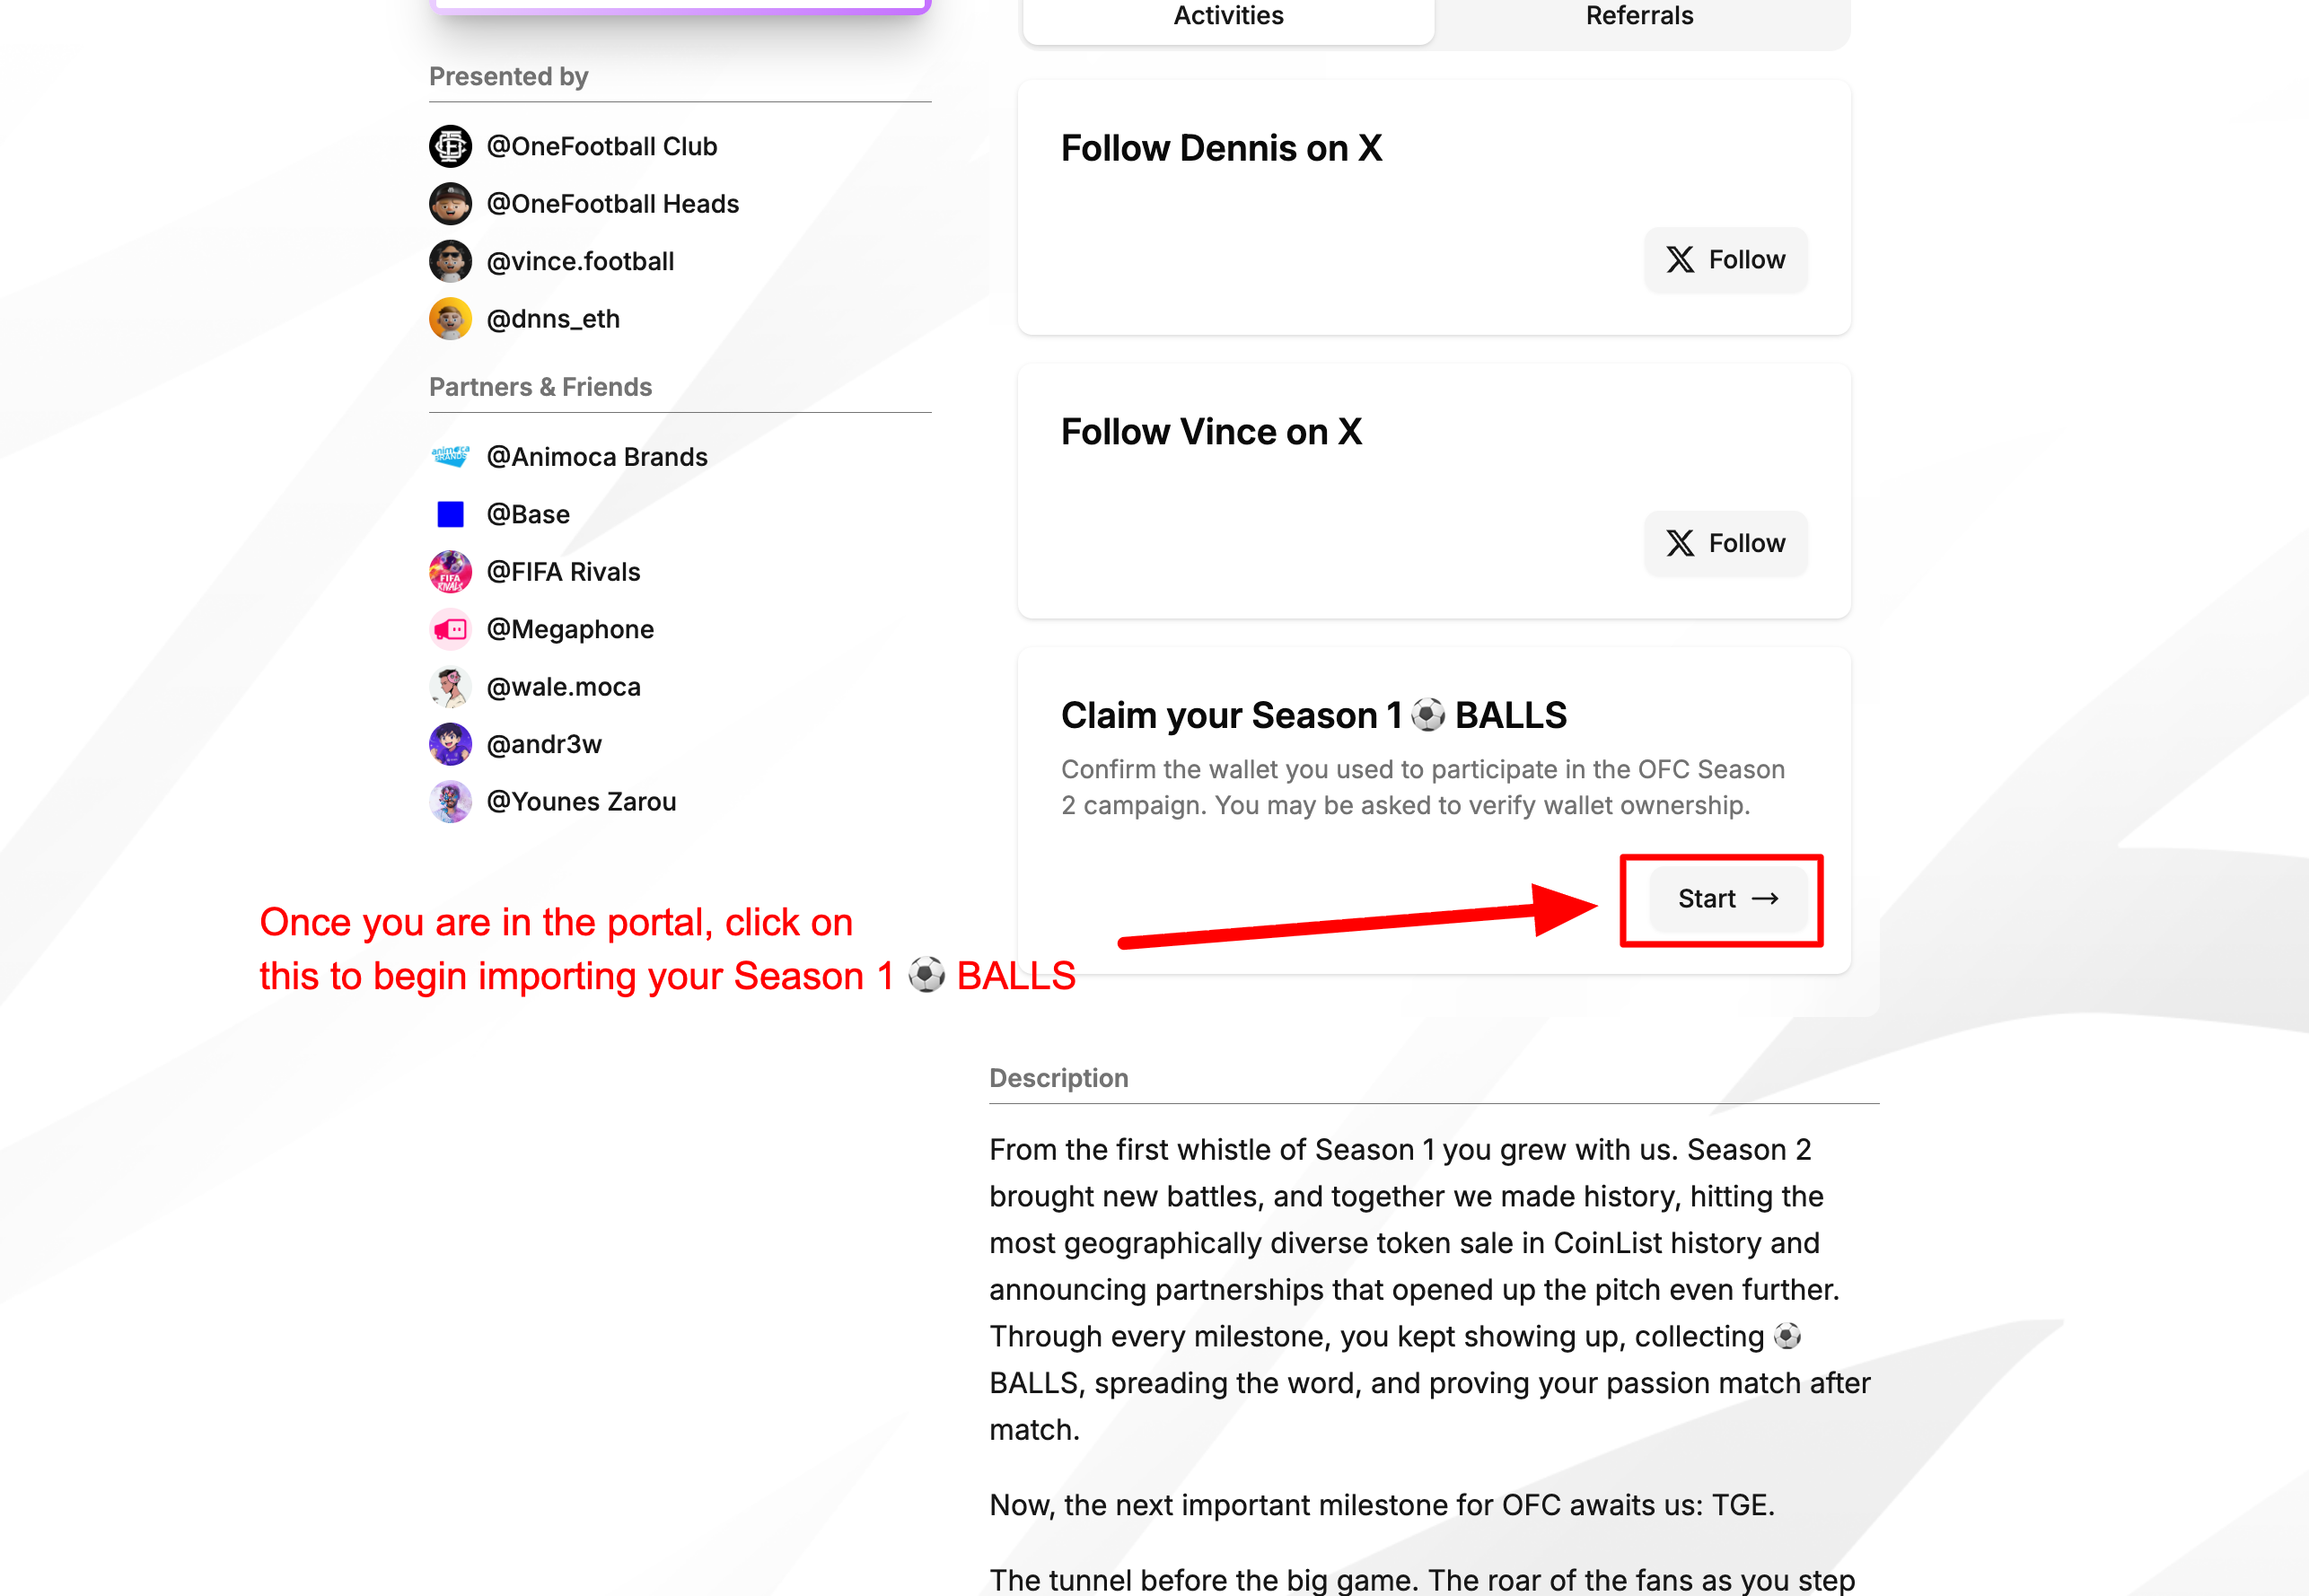 Activities
Referrals
Presented by
@OneFootball Club
@OneFootball Heads
@vince.football
@dnns_eth
Partners & Friends
animoca
BRANDS
@Animoca Brands
@Base
FIFA
RIVALS
@FIFA Rivals
@Megaphone
@wale.moca
@andr3w
@Younes Zarou
Follow Dennis on X
Follow
Follow Vince on X
Follow
Claim your Season 1 ⚽ BALLS
Confirm the wallet you used to participate in the OFC Season
2 campaign. You may be asked to verify wallet ownership.
Start →
Once you are in the portal, click on
this to begin importing your Season 1 ⚽ BALLS
Description
From the first whistle of Season 1 you grew with us. Season 2
brought new battles, and together we made history, hitting the
most geographically diverse token sale in CoinList history and
announcing partnerships that opened up the pitch even further.
Through every milestone, you kept showing up, collecting ⚽
BALLS, spreading the word, and proving your passion match after
match.
Now, the next important milestone for OFC awaits us: TGE.
The tunnel before the big game. The roar of the fans as you step